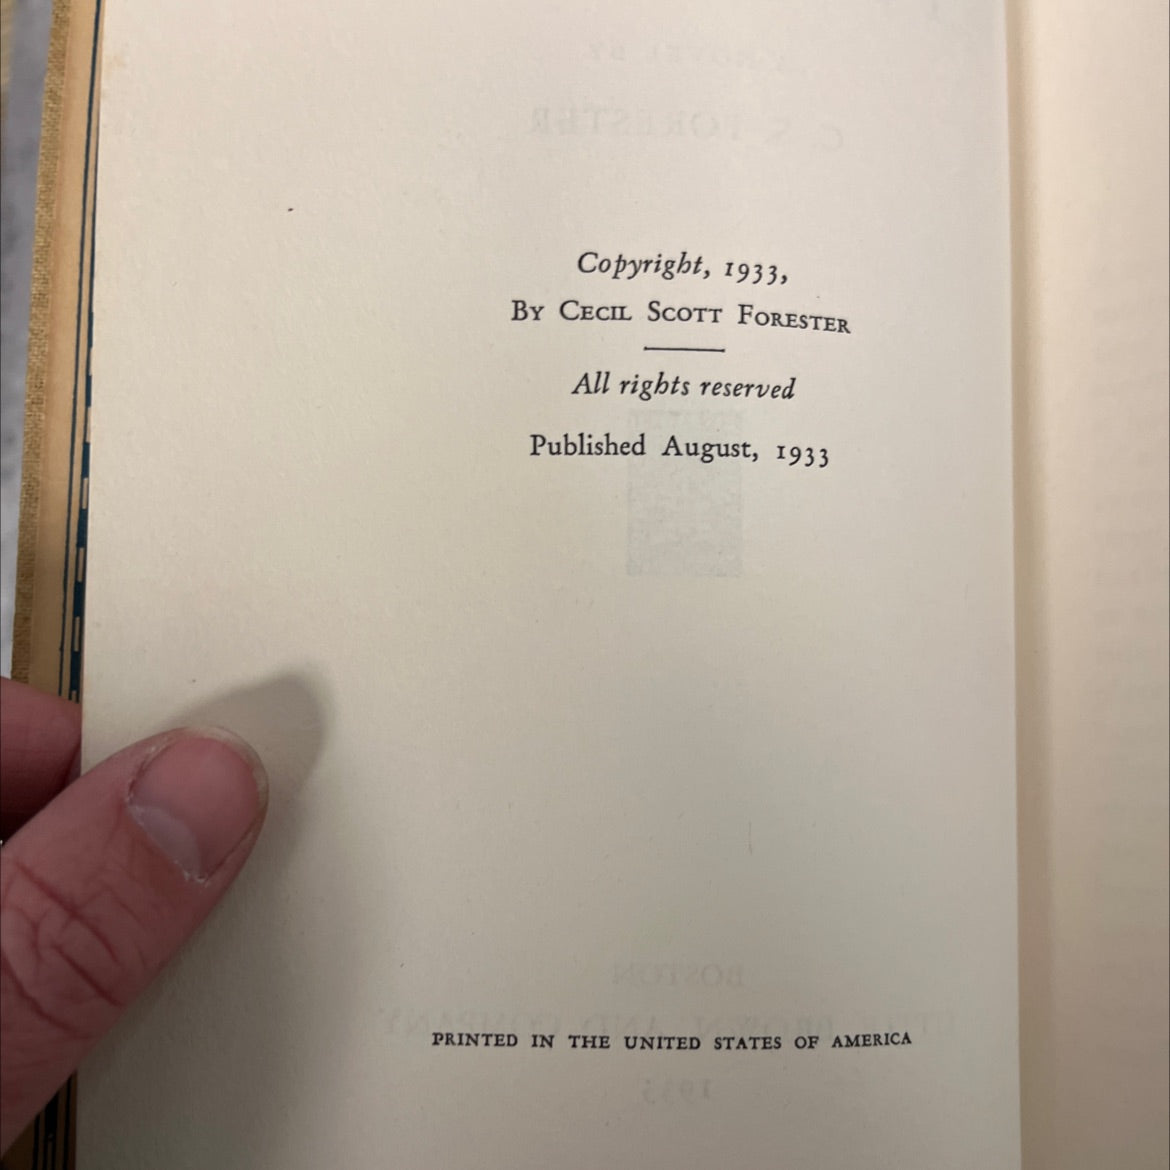 Copyright, 1933,
By Cecil Scott Forester
All rights reserved
Published August, 1933
PRINTED IN THE UNITED STATES OF AMERICA